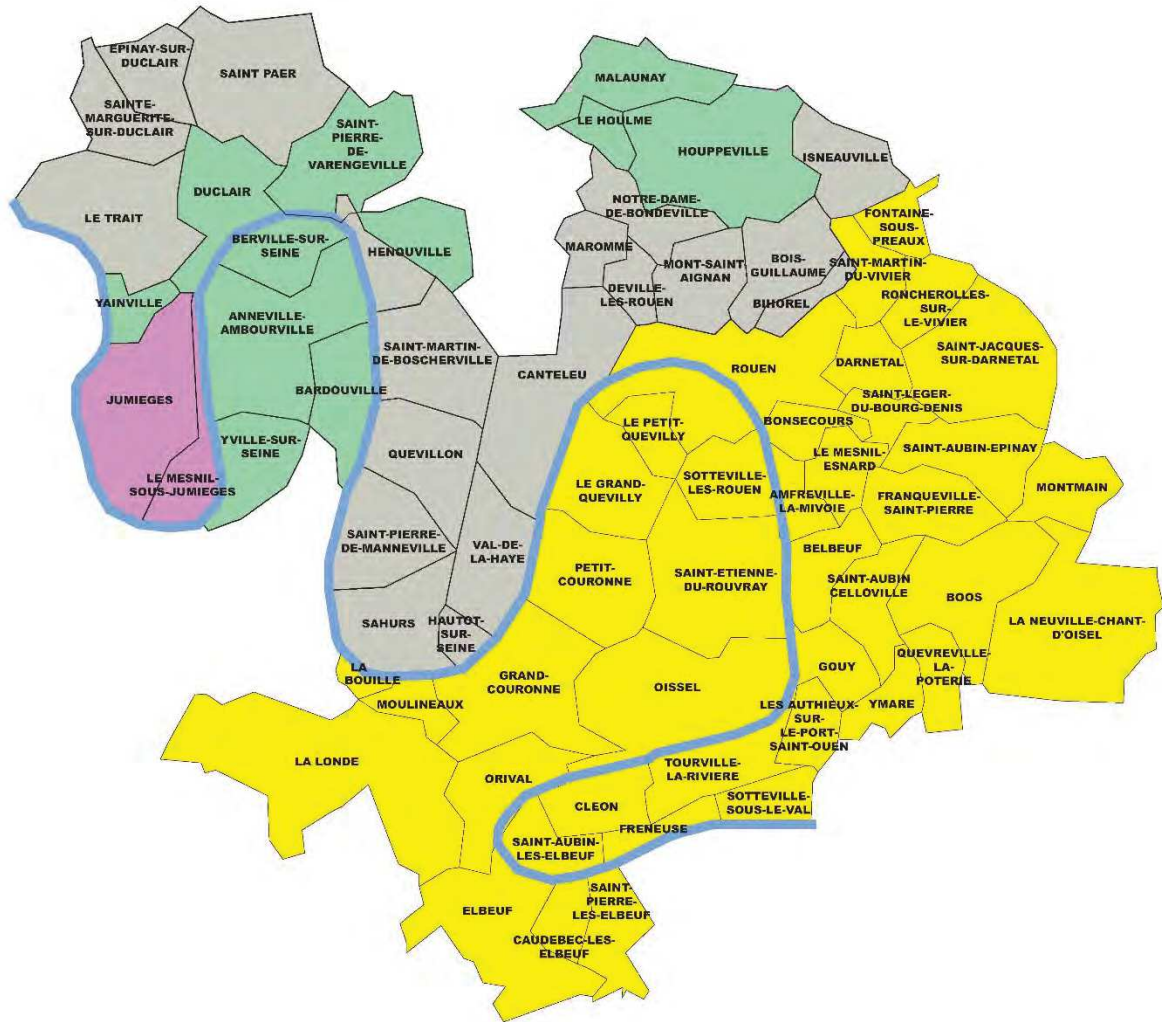 EPINAY-SUR-
DUCLAIR
SAINT PAER
SAINTE-
MARGUERITE-
SUR-DUCLAIR
SAINT-
PIERRE-
DE-
VARENGEVILLE
DUCLAIR
LE TRAIT
BERVILLE-SUR-
SEINE
HENOUVILLE
YAINVILLE
ANNEVILLE-
AMBOURVILLE
JUMIEGES
BARDOUVILLE
YVILLE-SUR-
SEINE
LE MESNIL-
SOUS-JUMIEGES
MALAUNAY
LE HOULME
HOUPPEVILLE
ISNEAUVILLE
NOTRE-DAME-
DE-BONDEVILLE
MAROMME
MONT-SAINT-
AIGNAN
BOIS-
GUILLAUME
DEVILLE-
LES-ROUEN
BIHOREL
FONTAINE-
SOUS-
PREAUX
SAINT-MARTIN-
DU-VIVIER
RONCHEROLLES-
SUR-
LE-VIVIER
SAINT-MARTIN-
DE-BOSCHERVILLE
CANTELEU
ROUEN
DARNETAL
SAINT-JACQUES-
SUR-DARNETAL
SAINT-LEGER-
DU-BOURG-DENIS
QUEVILLON
LE PETIT-
QUEVILLY
BONSECOURS
LE MESNIL-
ESNARD
SAINT-AUBIN-EPINAY
LE GRAND-
QUEVILLY
SOTTEVILLE-
LES-ROUEN
AMFREVILLE-
LA-MIVOIE
FRANQUEVILLE-
SAINT-PIERRE
MONTMAIN
SAINT-PIERRE-
DE-MANNEVILLE
VAL-DE-
LA-HAYE
PETIT-
COURONNE
SAINT-ETIENNE-
DU-ROUVRAY
BELBEUF
SAINT-AUBIN
CELLOVILLE
BOOS
LA NEUVILLE-CHANT-
D'OISEL
SAHURS
HAUTOT-
SUR-
SEINE
LA
BOUILLE
MOULINEAUX
GRAND-
COURONNE
OISSEL
GOUY
QUEVREVILLE-
LA-
POTERIE
LES AUTHIEUX-
SUR-
LE-PORT-
SAINT-OUEN
YMARE
LA LONDE
ORIVAL
TOURVILLE-
LA-RIVIERE
CLEON
SOTTEVILLE-
SOUS-LE-VAL
FRENEUSE
SAINT-AUBIN-
LES-ELBEUF
ELBEUF
SAINT-
PIERRE-
LES-ELBEUF
CAUDEBEC-LES-
ELBEUF